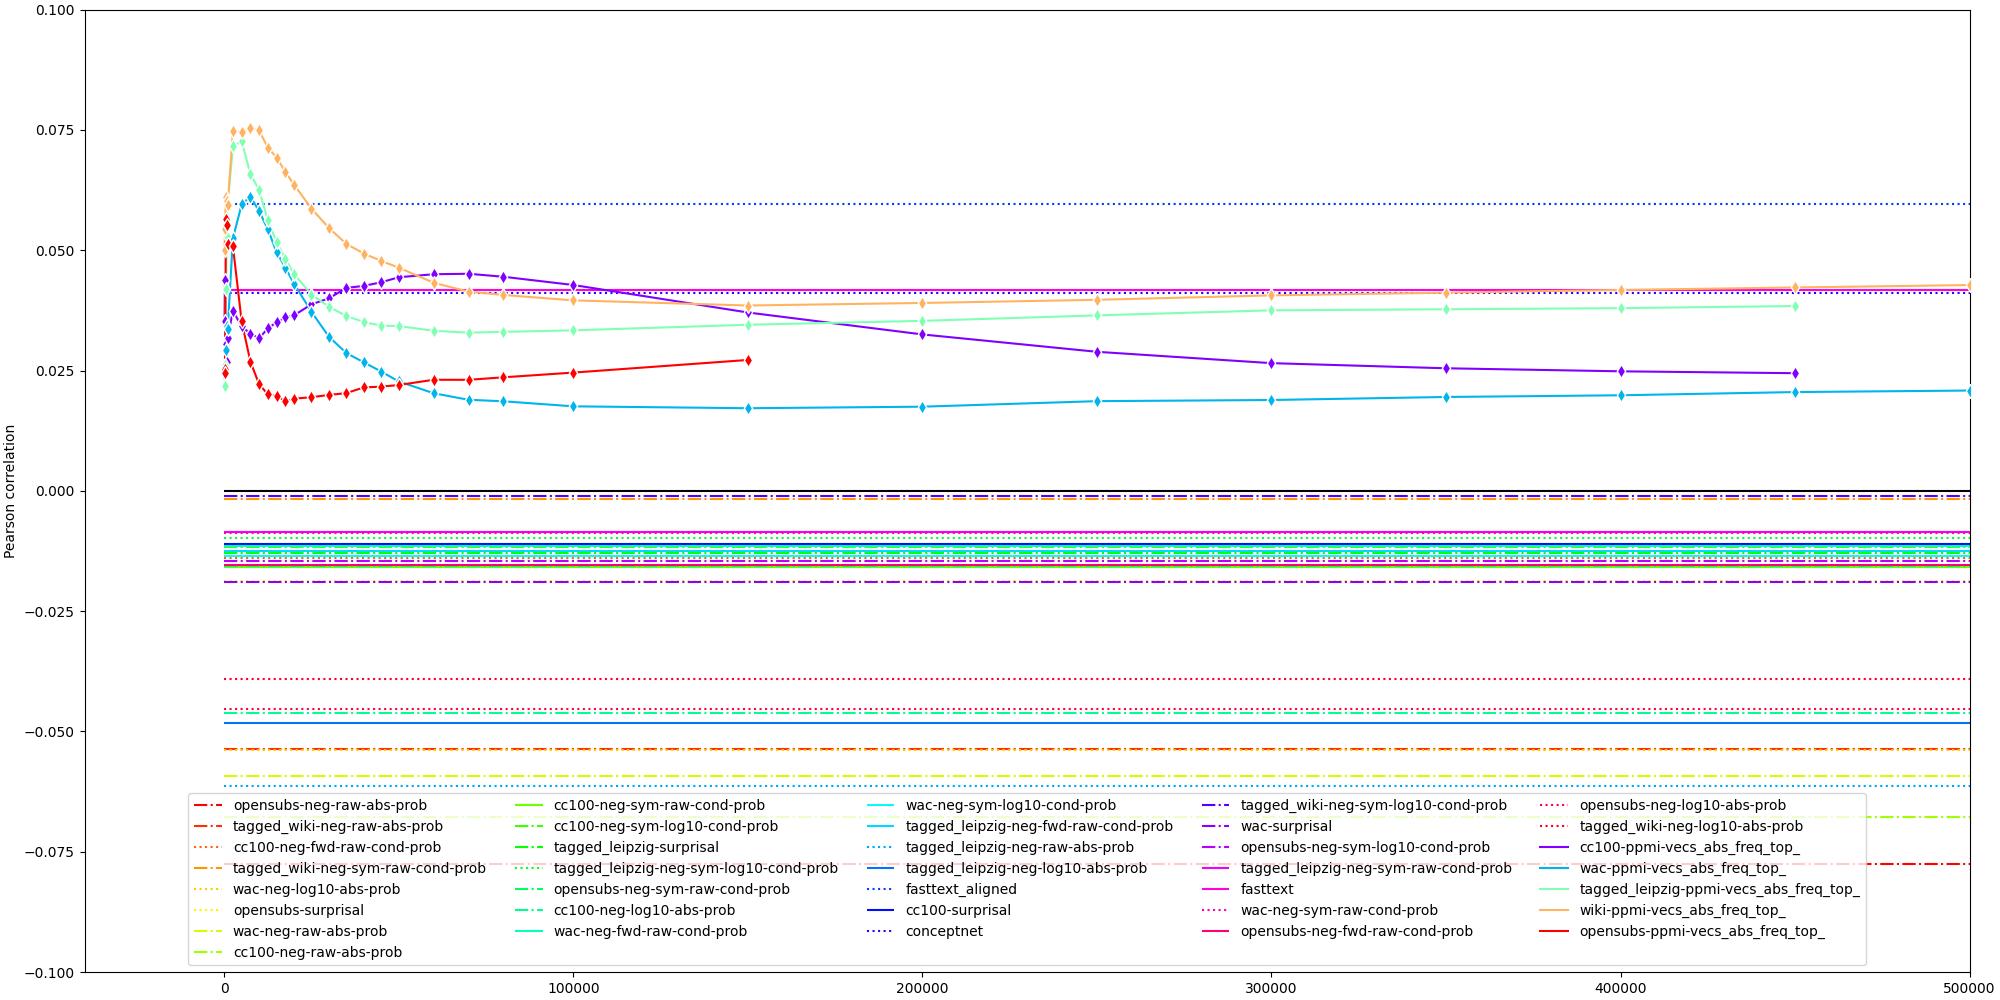 0.100
0.075
0.050
0.025
0.000
−0.025
−0.050
−0.075
−0.100
Pearson correlation
opensubs-neg-raw-abs-prob
tagged_wiki-neg-raw-abs-prob
cc100-neg-fwd-raw-cond-prob
tagged_wiki-neg-sym-raw-cond-prob
wac-neg-log10-abs-prob
opensubs-surprisal
wac-neg-raw-abs-prob
cc100-neg-raw-abs-prob
cc100-neg-sym-raw-cond-prob
cc100-neg-sym-log10-cond-prob
tagged_leipzig-surprisal
tagged_leipzig-neg-sym-log10-cond-prob
opensubs-neg-sym-raw-cond-prob
cc100-neg-log10-abs-prob
wac-neg-fwd-raw-cond-prob
wac-neg-sym-log10-cond-prob
tagged_leipzig-neg-fwd-raw-cond-prob
tagged_leipzig-neg-raw-abs-prob
tagged_leipzig-neg-log10-abs-prob
fasttext_aligned
cc100-surprisal
conceptnet
tagged_wiki-neg-sym-log10-cond-prob
wac-surprisal
opensubs-neg-sym-log10-cond-prob
tagged_leipzig-neg-sym-raw-cond-prob
fasttext
wac-neg-sym-raw-cond-prob
opensubs-neg-fwd-raw-cond-prob
opensubs-neg-log10-abs-prob
tagged_wiki-neg-log10-abs-prob
cc100-ppmi-vecs_abs_freq_top_
wac-ppmi-vecs_abs_freq_top_
tagged_leipzig-ppmi-vecs_abs_freq_top_
wiki-ppmi-vecs_abs_freq_top_
opensubs-ppmi-vecs_abs_freq_top_
0
100000
200000
300000
400000
500000